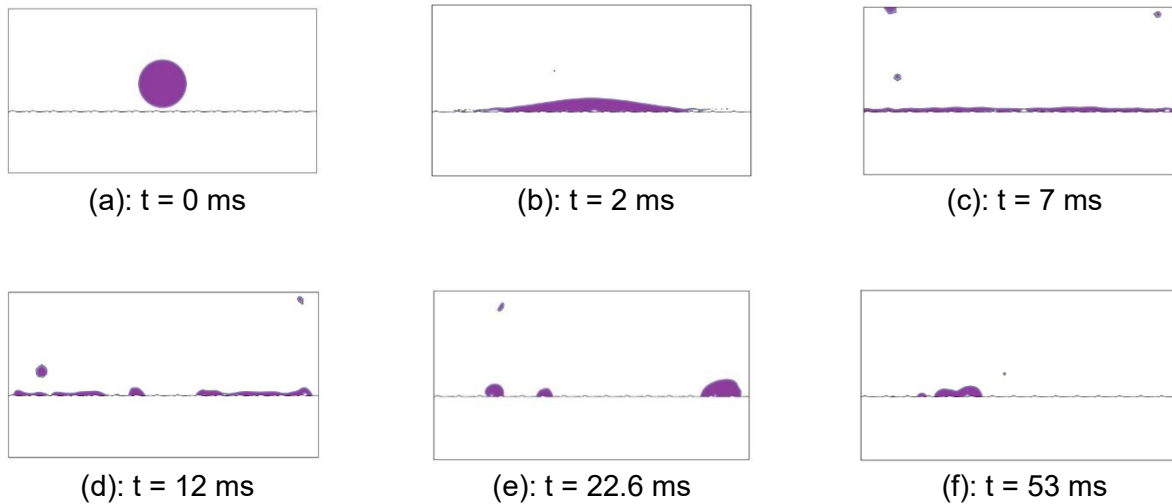 (a): t = 0 ms
(b): t = 2 ms
(c): t = 7 ms
(d): t = 12 ms
(e): t = 22.6 ms
(f): t = 53 ms